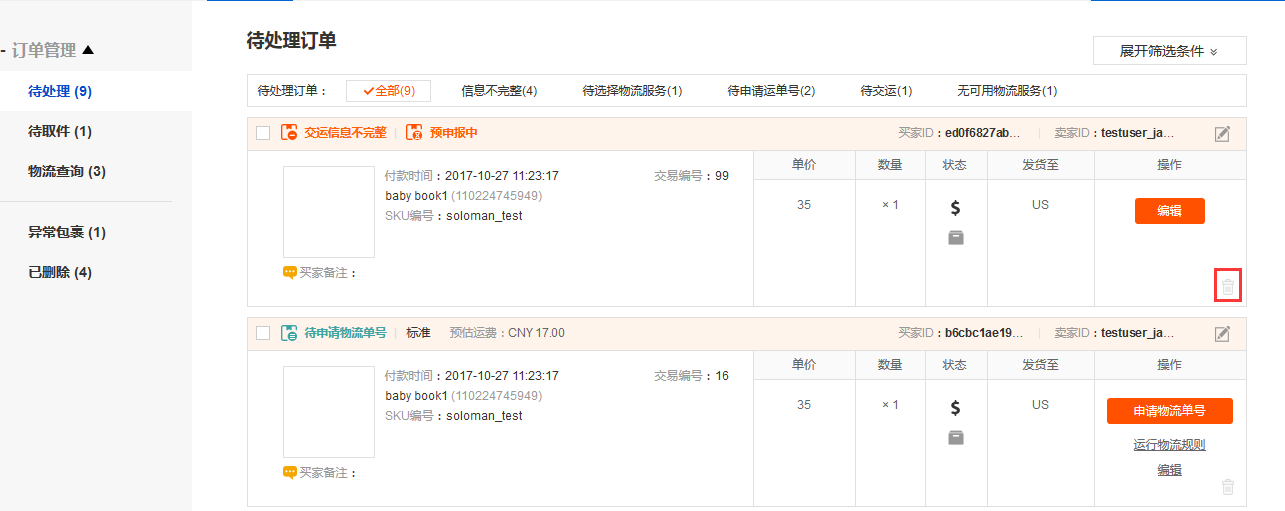 - 订单管理
待处理 (9)
待取件 (1)
物流查询 (3)
异常包裹 (1)
已删除 (4)
待处理订单
展开筛选条件
待处理订单： 全部(9) 信息不完整(4) 待选择物流服务(1) 待申请运单号(2) 待交运(1) 无可用物流服务(1)
交运信息不完整 预申报中 买家ID：ed0f6827ab... 卖家ID：testuser_ja...
单价 数量 状态 发货至 操作
付款时间：2017-10-27 11:23:17 交易编号：99
baby book1 (110224745949)
SKU编号：soloman_test
35 × 1 $ US 编辑
买家备注：
待申请物流单号 标准 预估运费：CNY 17.00 买家ID：b6cbc1ae19... 卖家ID：testuser_ja...
单价 数量 状态 发货至 操作
付款时间：2017-10-27 11:23:17 交易编号：16
baby book1 (110224745949)
SKU编号：soloman_test
35 × 1 $ US 申请物流单号
运行物流规则
编辑
买家备注：